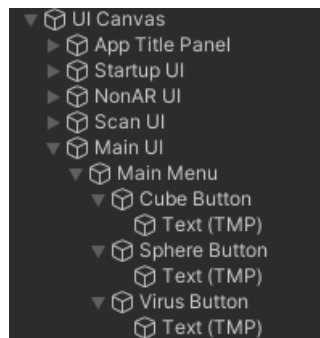 UI Canvas
App Title Panel
Startup UI
NonAR UI
Scan UI
Main UI
Main Menu
Cube Button
Text (TMP)
Sphere Button
Text (TMP)
Virus Button
Text (TMP)